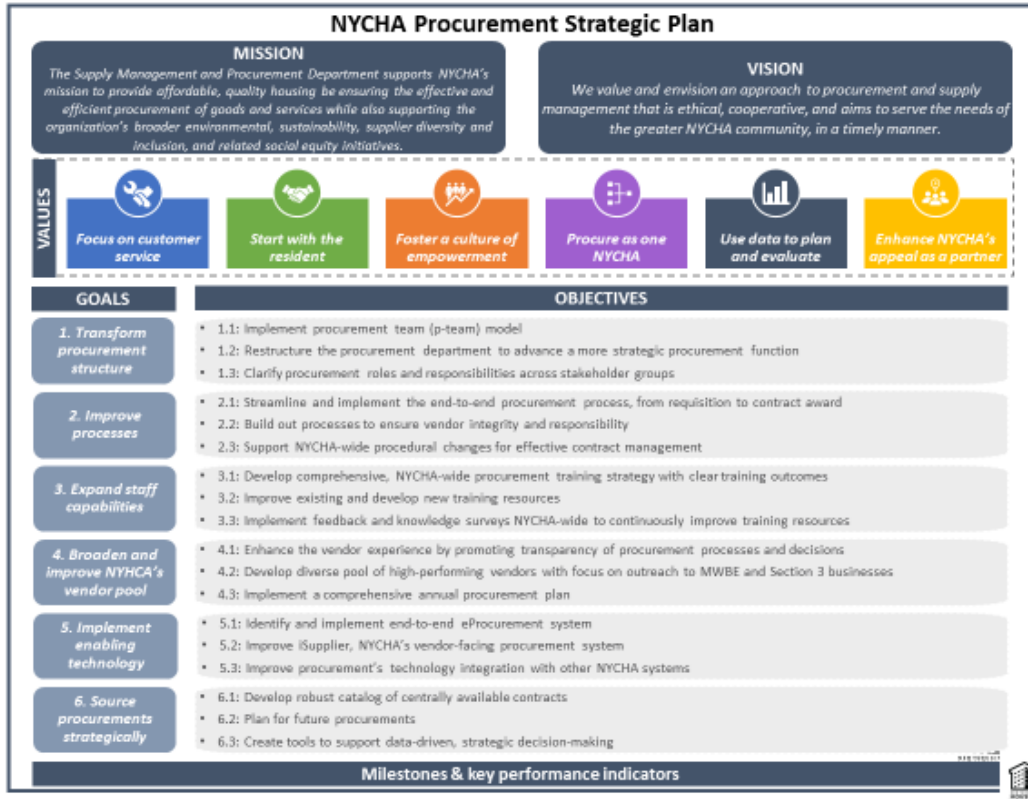 NYCHA Procurement Strategic Plan
MISSION
The Supply Management and Procurement Department supports NYCHA's
mission to provide affordable, quality housing be ensuring the effective and
efficient procurement of goods and services while also supporting the
organization's broader environmental, sustainability, supplier diversity and
inclusion, and related social equity initiatives.
VISION
We value and envision an approach to procurement and supply
management that is ethical, cooperative, and aims to serve the needs of
the greater NYCHA community, in a timely manner.
VALUES
Focus on customer
service
Start with the
resident
Foster a culture of
empowerment
Procure as one
NYCHA
Use data to plan
and evaluate
Enhance NYCHA's
appeal as a partner
GOALS
OBJECTIVES
1. Transform
procurement
structure
• 1.1: Implement procurement team (p-team) model
• 1.2: Restructure the procurement department to advance a more strategic procurement function
• 1.3: Clarify procurement roles and responsibilities across stakeholder groups
2. Improve
processes
• 2.1: Streamline and implement the end-to-end procurement process, from requisition to contract award
• 2.2: Build out processes to ensure vendor integrity and responsibility
• 2.3: Support NYCHA-wide procedural changes for effective contract management
3. Expand staff
capabilities
• 3.1: Develop comprehensive, NYCHA-wide procurement training strategy with clear training outcomes
• 3.2: Improve existing and develop new training resources
• 3.3: Implement feedback and knowledge surveys NYCHA-wide to continuously improve training resources
4. Broaden and
improve NYHCA's
vendor pool
• 4.1: Enhance the vendor experience by promoting transparency of procurement processes and decisions
• 4.2: Develop diverse pool of high-performing vendors with focus on outreach to MWBE and Section 3 businesses
• 4.3: Implement a comprehensive annual procurement plan
5. Implement
enabling
technology
• 5.1: Identify and implement end-to-end eProcurement system
• 5.2: Improve iSupplier, NYCHA's vendor-facing procurement system
• 5.3: Improve procurement's technology integration with other NYCHA systems
6. Source
procurements
strategically
• 6.1: Develop robust catalog of centrally available contracts
• 6.2: Plan for future procurements
• 6.3: Create tools to support data-driven, strategic decision-making
Milestones & key performance indicators